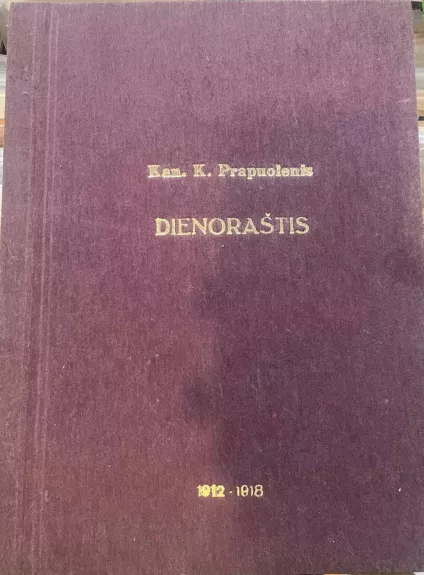 Kan. K. Prapuolenis
DIENORAŠTIS
1912 - 1918